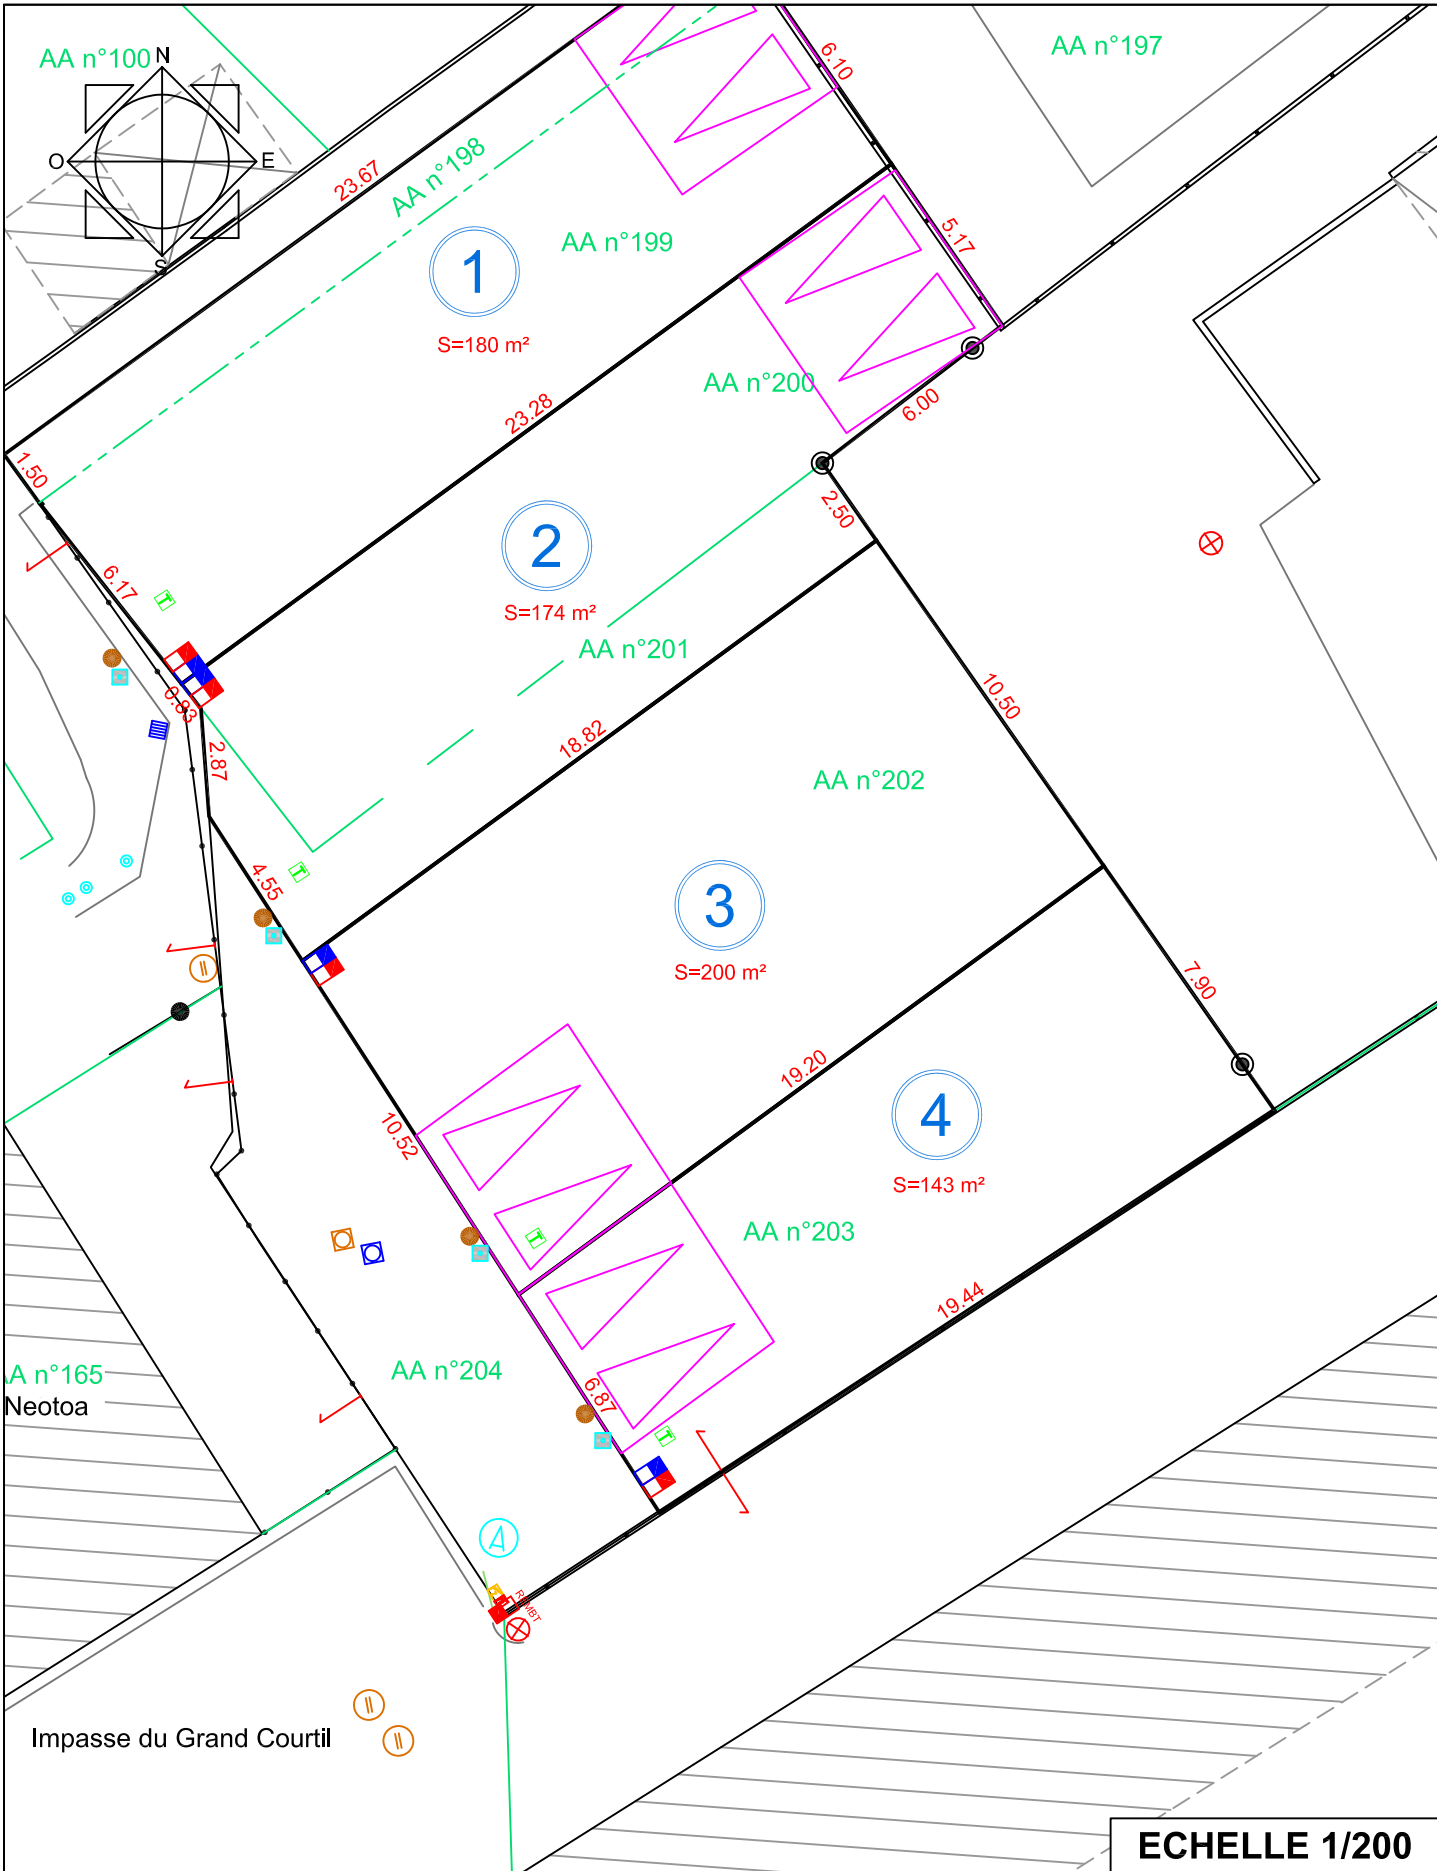 AA n°100
N
O
E
S
AA n°197
6.10
23.67
AA n°198
AA n°199
5.17
1
S=180 m²
AA n°200
6.00
23.28
1.50
2.50
2
S=174 m²
6.17
T
AA n°201
0.83
10.50
2.87
18.82
AA n°202
4.55
T
3
S=200 m²
7.90
10.52
19.20
4
S=143 m²
T
AA n°203
19.44
AA n°204
A n°165
Neotoa
6.87
T
A
Impasse du Grand Courtil
ECHELLE 1/200